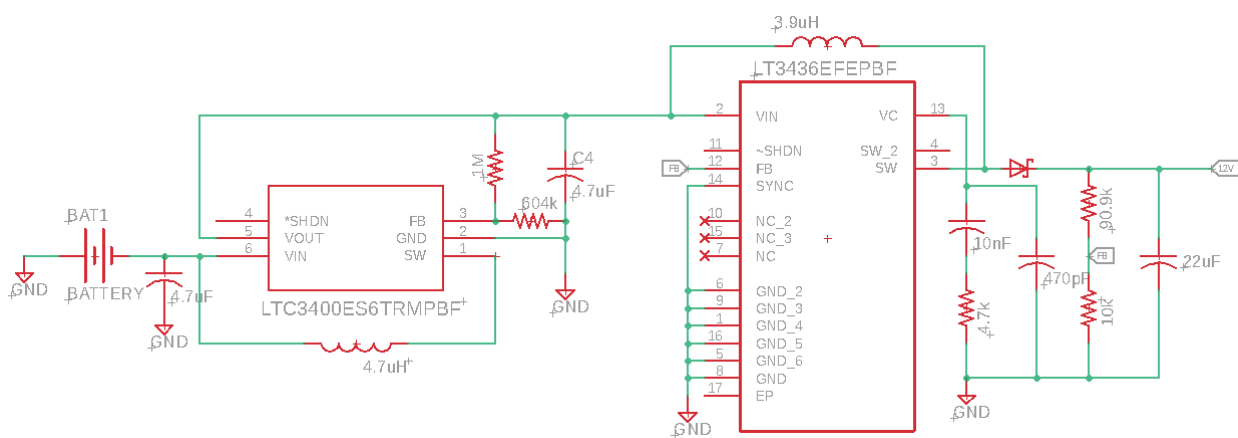 3.9uH
LT3436EFEPBF
2 VIN VC 13
11 ~SHDN SW_2 4
FB 12 FB SW 3
14 SYNC
10 NC_2
15 NC_3
7 NC
6 GND_2
9 GND_3
1 GND_4
16 GND_5
5 GND_6
8 GND
17 EP
GND
1M
C4
4.7uF
604k
4 *SHDN FB 3
5 VOUT GND 2
6 VIN SW 1
LTC3400ES6TRMPBF
BAT1
BATTERY
GND
4.7uF
GND
4.7uH
GND
12V
90.9k
FB
10k
22uF
10nF
470pF
4.7k
GND